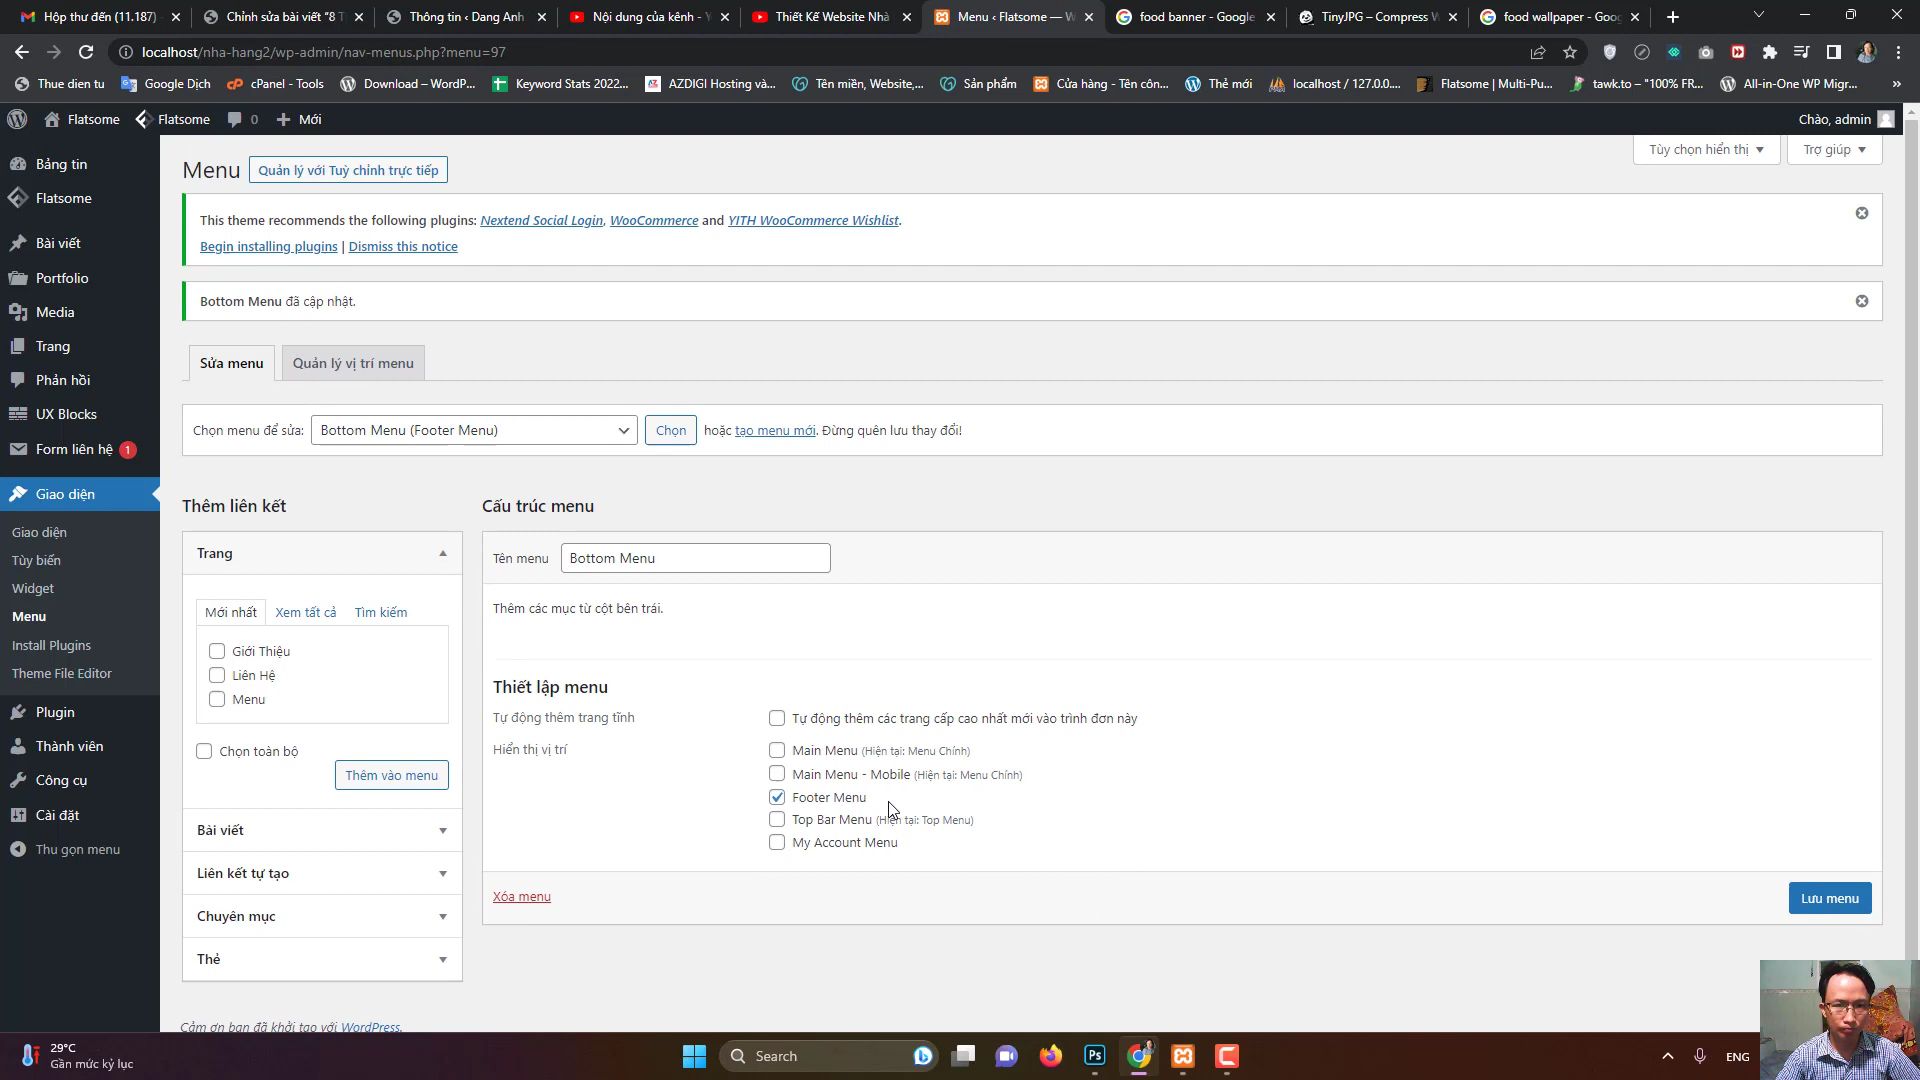 Hộp thư đến (11.187)
Chỉnh sửa bài viết "8 T
Thông tin ‹ Dang Anh
Nội dung của kênh - Y
Thiết Kế Website Nhà
Menu ‹ Flatsome — W
food banner - Google
TinyJPG – Compress W
food wallpaper - Goo
localhost/nha-hang2/wp-admin/nav-menus.php?menu=97
Thue dien tu
Google Dịch
cPanel - Tools
Download – WordP...
Keyword Stats 2022...
AZDIGI Hosting và...
Tên miền, Website,...
Sản phẩm
Cửa hàng - Tên côn...
Thẻ mới
localhost / 127.0.0....
Flatsome | Multi-Pu...
tawk.to – "100% FR...
All-in-One WP Migr...
Flatsome
Flatsome
0
Mới
Chào, admin
Bảng tin
Flatsome
Bài viết
Portfolio
Media
Trang
Phản hồi
UX Blocks
Form liên hệ 1
Giao diện
Giao diện
Tùy biến
Widget
Menu
Install Plugins
Theme File Editor
Plugin
Thành viên
Công cụ
Cài đặt
Thu gọn menu
Menu
Quản lý với Tuỳ chỉnh trực tiếp
Tùy chọn hiển thị
Trợ giúp
This theme recommends the following plugins: Nextend Social Login, WooCommerce and YITH WooCommerce Wishlist.
Begin installing plugins | Dismiss this notice
Bottom Menu đã cập nhật.
Sửa menu
Quản lý vị trí menu
Chọn menu để sửa:
Bottom Menu (Footer Menu)
Chọn
hoặc tạo menu mới. Đừng quên lưu thay đổi!
Thêm liên kết
Trang
Mới nhất
Xem tất cả
Tìm kiếm
Giới Thiệu
Liên Hệ
Menu
Chọn toàn bộ
Thêm vào menu
Bài viết
Liên kết tự tạo
Chuyên mục
Thẻ
Cấu trúc menu
Tên menu
Bottom Menu
Thêm các mục từ cột bên trái.
Thiết lập menu
Tự động thêm trang tĩnh
Tự động thêm các trang cấp cao nhất mới vào trình đơn này
Hiển thị vị trí
Main Menu (Hiện tại: Menu Chính)
Main Menu - Mobile (Hiện tại: Menu Chính)
Footer Menu
Top Bar Menu (Hiện tại: Top Menu)
My Account Menu
Xóa menu
Lưu menu
Cảm ơn bạn đã khởi tạo với WordPress.
29°C
Gần mức kỷ lục
Search
Ps
ENG